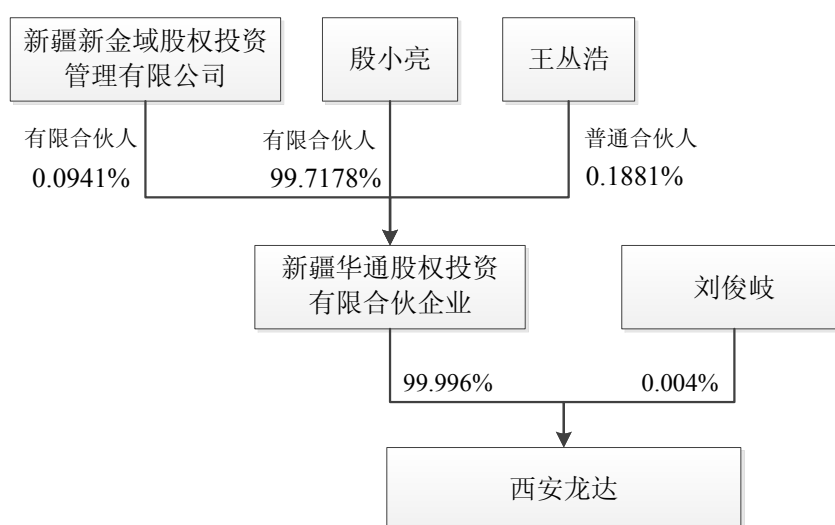 新疆新金域股权投资
管理有限公司
殷小亮
王丛浩
有限合伙人
0.0941%
有限合伙人
99.7178%
普通合伙人
0.1881%
新疆华通股权投资
有限合伙企业
刘俊岐
99.996%
0.004%
西安龙达